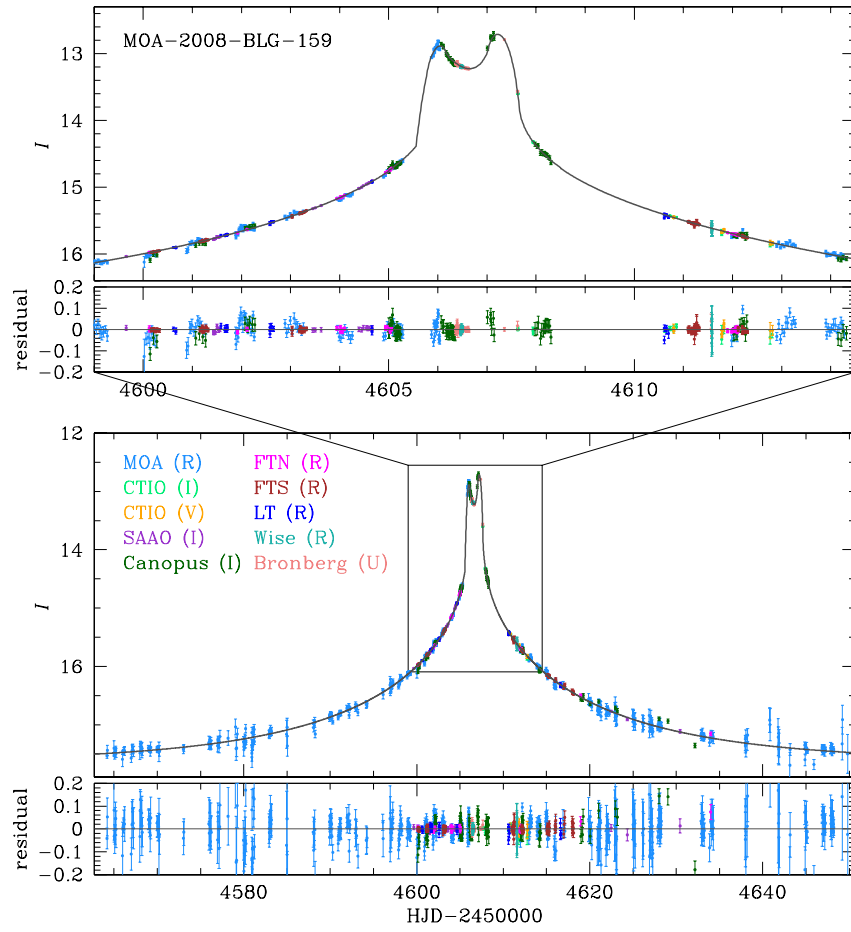 MOA-2008-BLG-159
13
14
15
16
I
0.2
0.1
0
-0.1
-0.2
residual
4600 4605 4610
12
14
16
I
MOA (R) FTN (R)
CTIO (I) FTS (R)
CTIO (V) LT (R)
SAAO (I) Wise (R)
Canopus (I) Bronberg (U)
0.2
0.1
0
-0.1
-0.2
residual
4580 4600 4620 4640
HJD-2450000